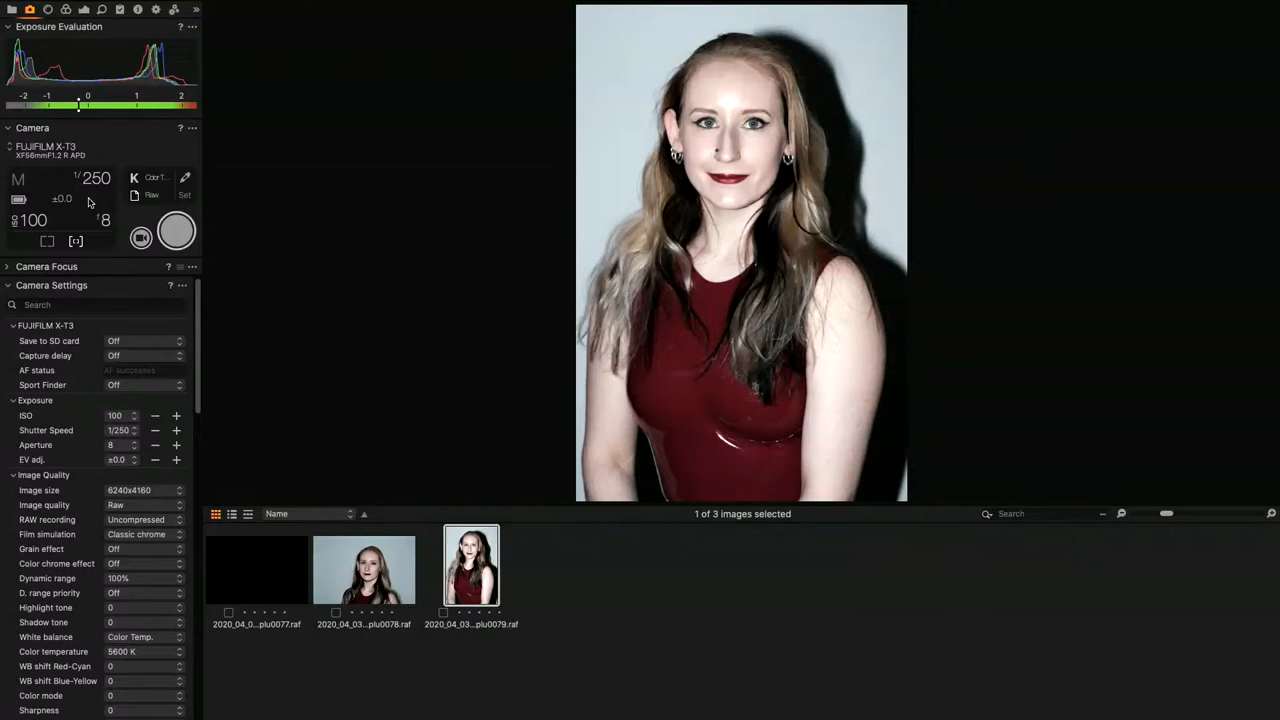 Exposure Evaluation ? ...
-2 -1 0 1 2
Camera ? ...
FUJIFILM X-T3
XF56mmF1.2 R APD
M 1/250 K Color T...
±0.0 Raw Set
ISO 100 f8
Camera Focus ? ...
Camera Settings ? ...
Search
FUJIFILM X-T3
Save to SD card Off
Capture delay Off
AF status AF successes
Sport Finder Off
Exposure
ISO 100
Shutter Speed 1/250
Aperture 8
EV adj. ±0.0
Image Quality
Image size 6240x4160
Image quality Raw
RAW recording Uncompressed
Film simulation Classic chrome
Grain effect Off
Color chrome effect Off
Dynamic range 100%
D. range priority Off
Highlight tone 0
Shadow tone 0
White balance Color Temp.
Color temperature 5600 K
WB shift Red-Cyan 0
WB shift Blue-Yellow 0
Color mode 0
Sharpness 0
Name 1 of 3 images selected Search
2020_04_0...plu0077.raf 2020_04_03...plu0078.raf 2020_04_03...plu0079.raf